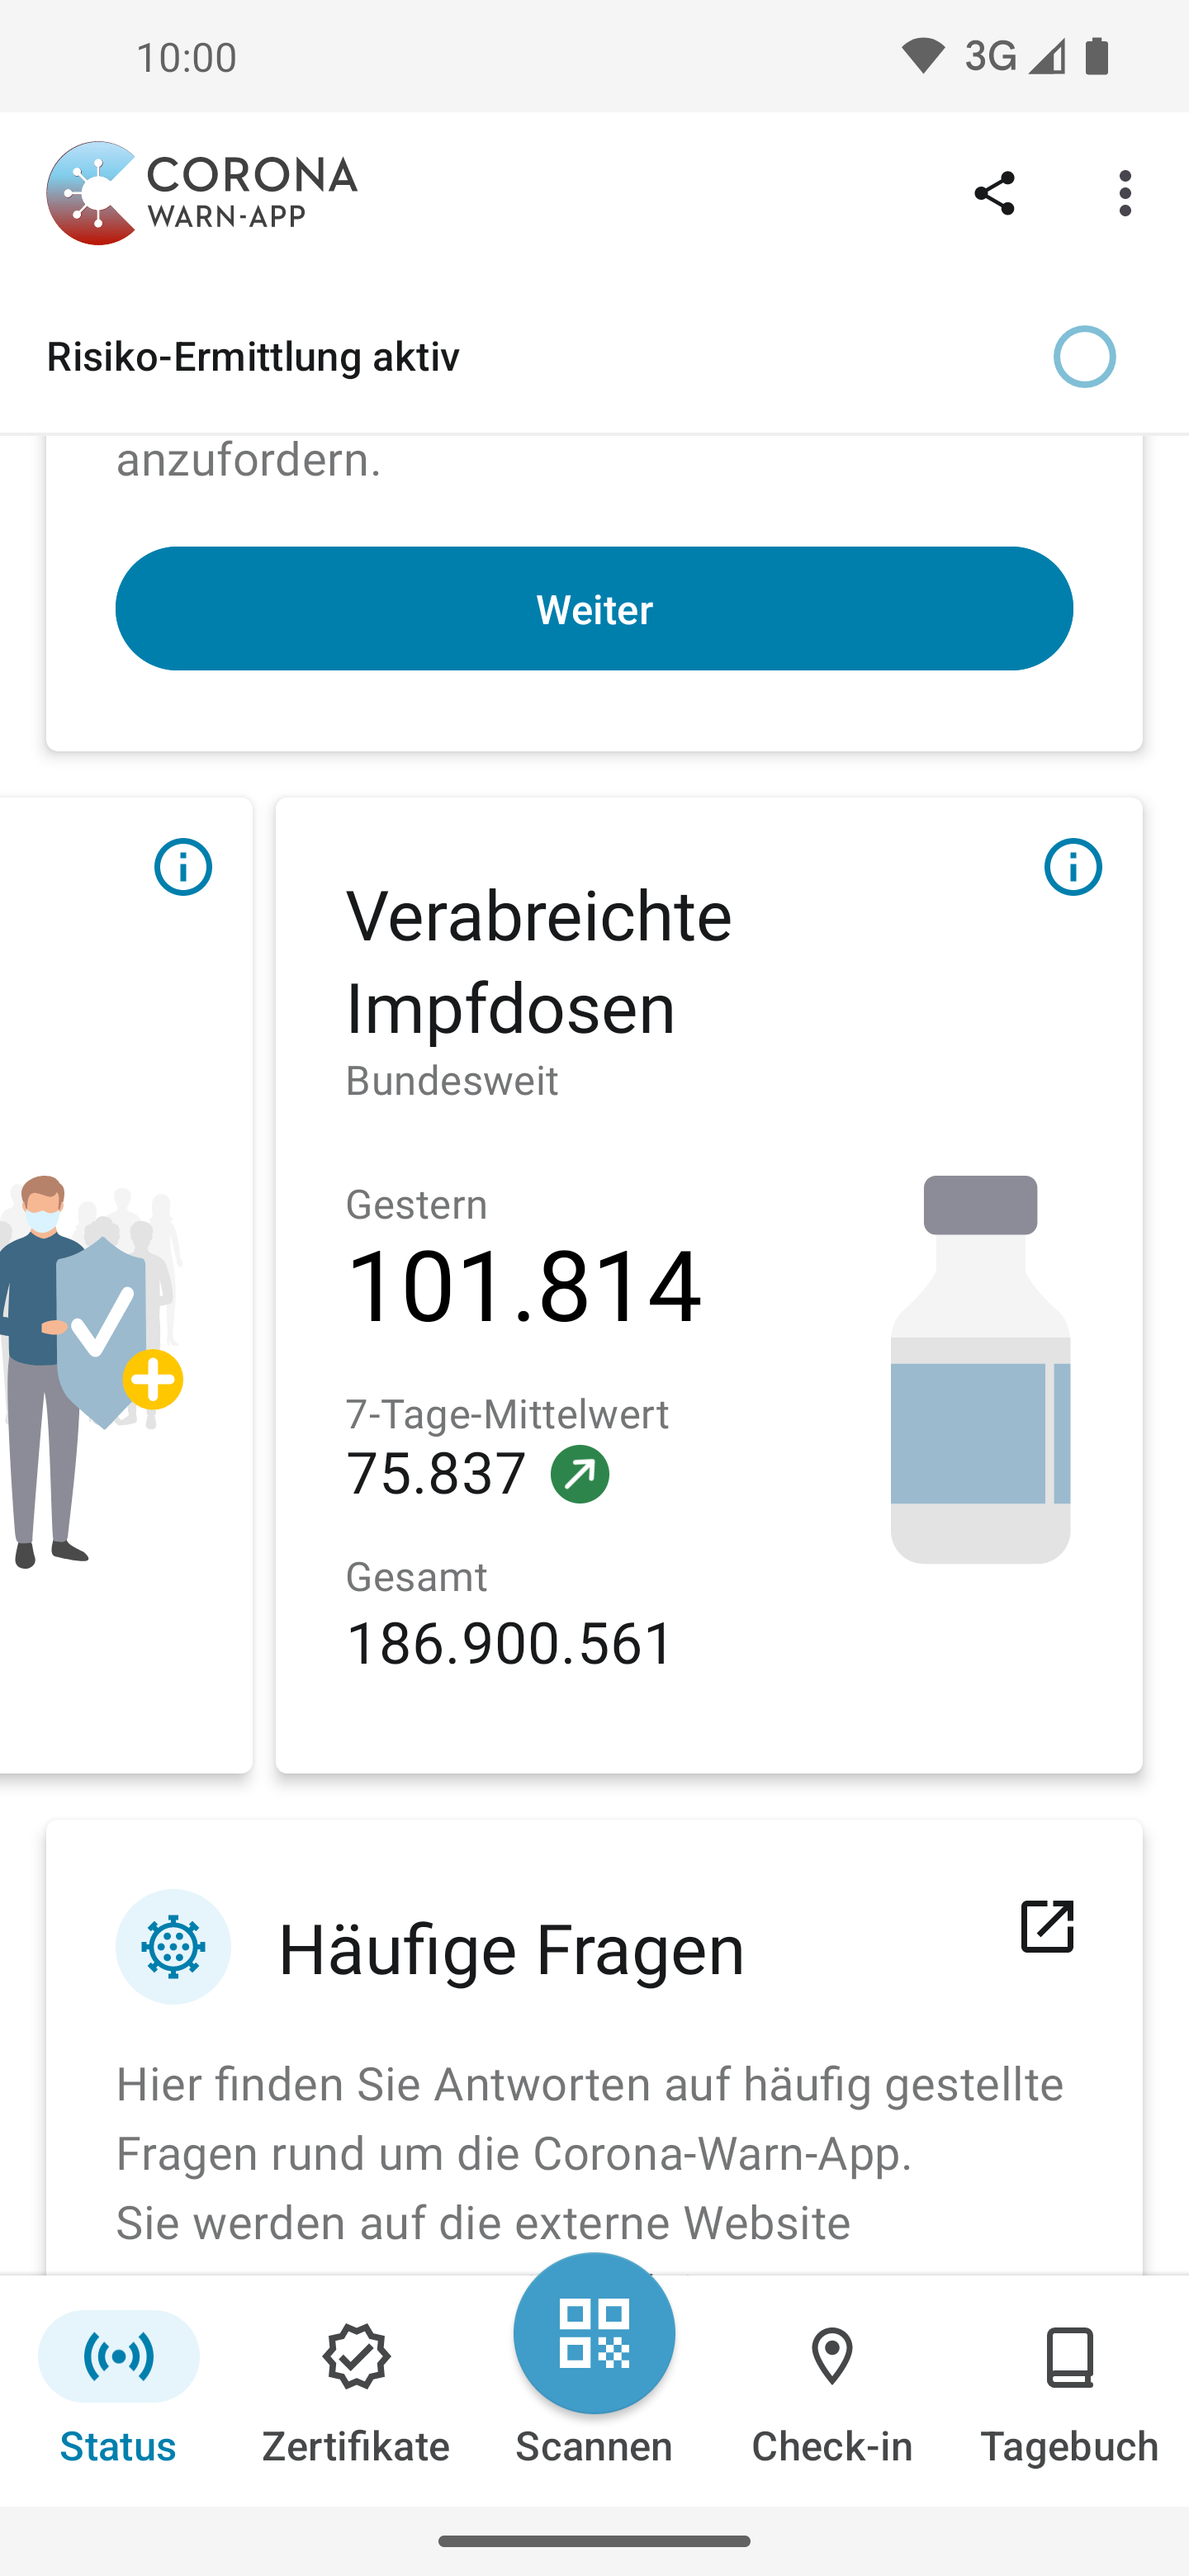 10:00
3G
CORONA
WARN-APP
Risiko-Ermittlung aktiv
anzufordern.
Weiter
Verabreichte
Impfdosen
Bundesweit
Gestern
101.814
7-Tage-Mittelwert
75.837
Gesamt
186.900.561
Häufige Fragen
Hier finden Sie Antworten auf häufig gestellte
Fragen rund um die Corona-Warn-App.
Sie werden auf die externe Website
Status
Zertifikate
Scannen
Check-in
Tagebuch